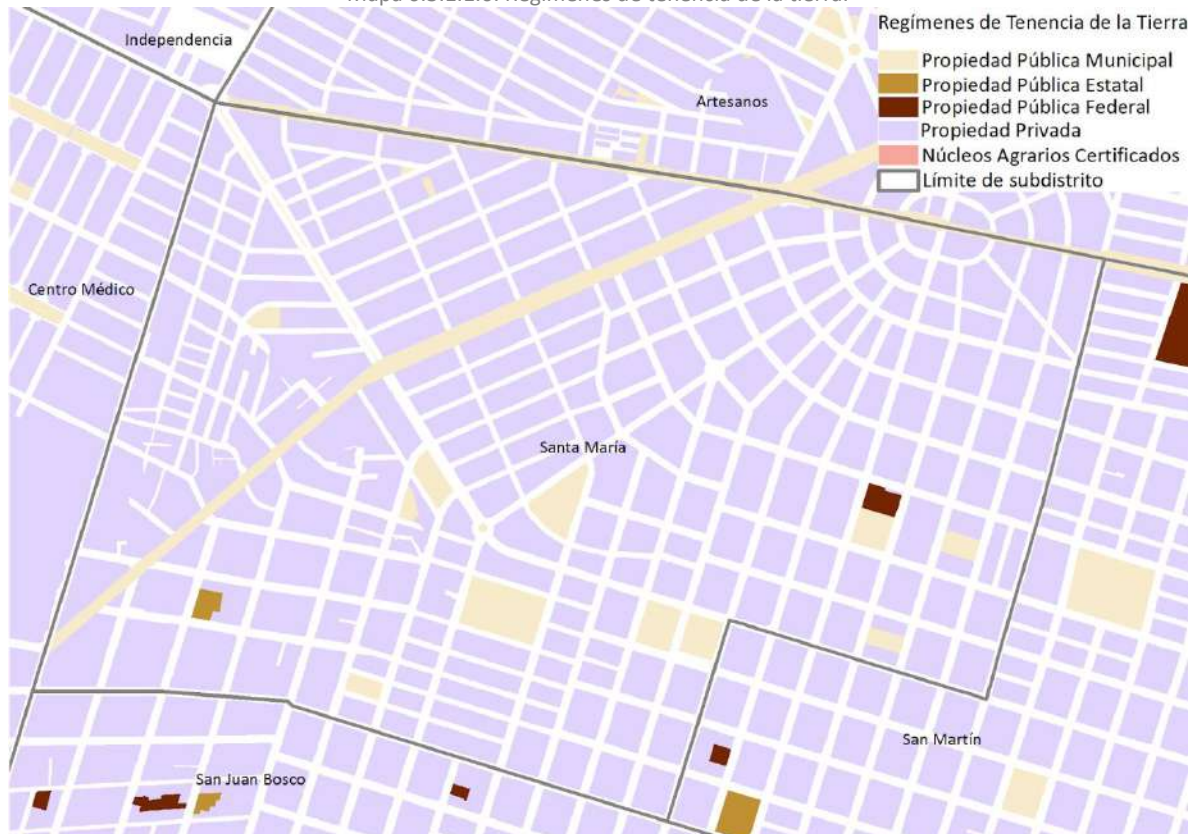 Regímenes de Tenencia de la Tierra
Independencia
Propiedad Pública Municipal
Propiedad Pública Estatal
Artesanos
Propiedad Pública Federal
Propiedad Privada
Núcleos Agrarios Certificados
Límite de subdistrito
Centro Médico
Santa María
San Martín
San Juan Bosco